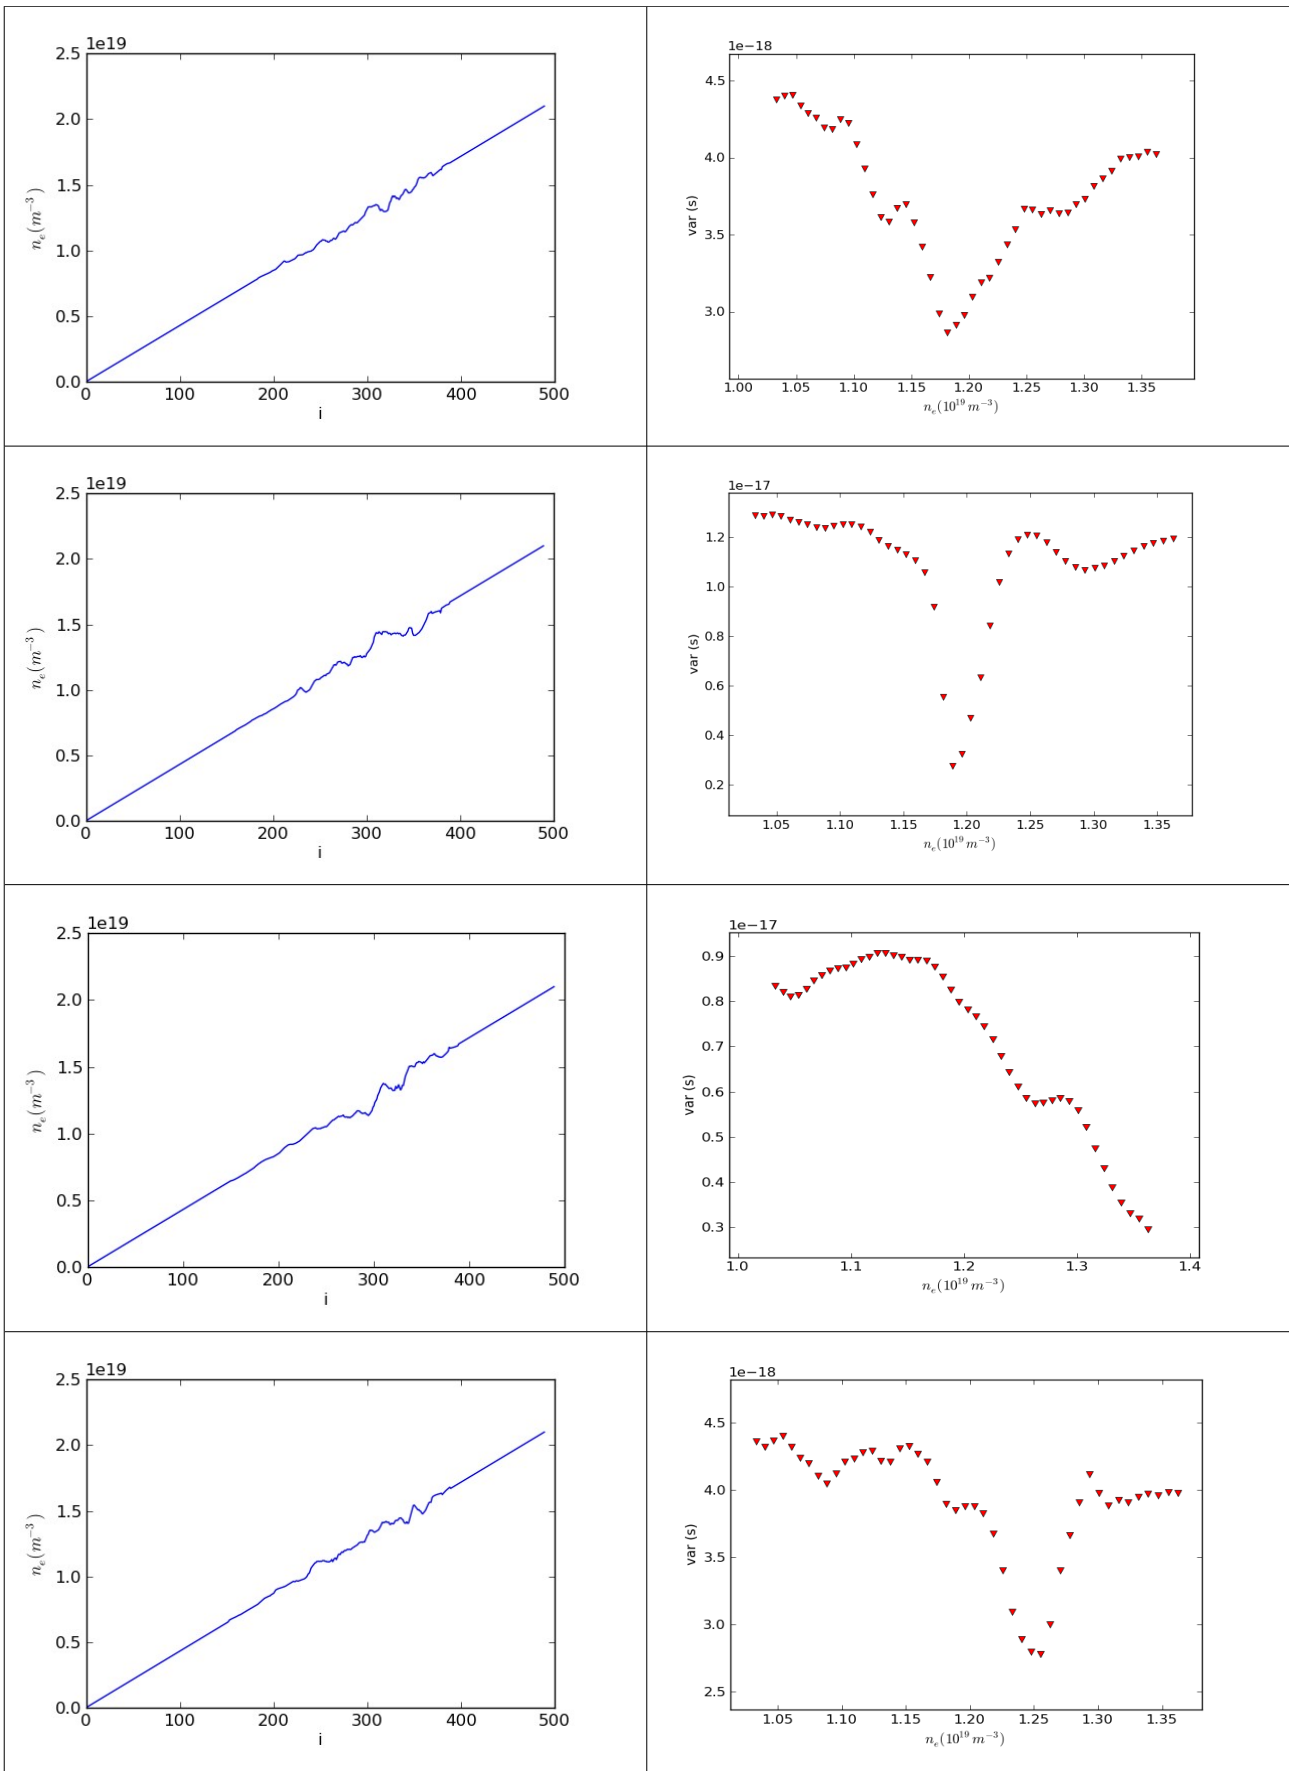 1e19
2.5
2.0
1.5
1.0
0.5
0.0
0 100 200 300 400 500
n_e(m^{-3})
i
1e−18
4.5
4.0
3.5
3.0
1.00 1.05 1.10 1.15 1.20 1.25 1.30 1.35
var (s)
n_e(10^{19} m^{-3})
1e19
2.5
2.0
1.5
1.0
0.5
0.0
0 100 200 300 400 500
n_e(m^{-3})
i
1e−17
1.2
1.0
0.8
0.6
0.4
0.2
1.05 1.10 1.15 1.20 1.25 1.30 1.35
var (s)
n_e(10^{19} m^{-3})
1e19
2.5
2.0
1.5
1.0
0.5
0.0
0 100 200 300 400 500
n_e(m^{-3})
i
1e−17
0.9
0.8
0.7
0.6
0.5
0.4
0.3
1.0 1.1 1.2 1.3 1.4
var (s)
n_e(10^{19} m^{-3})
1e19
2.5
2.0
1.5
1.0
0.5
0.0
0 100 200 300 400 500
n_e(m^{-3})
i
1e−18
4.5
4.0
3.5
3.0
2.5
1.05 1.10 1.15 1.20 1.25 1.30 1.35
var (s)
n_e(10^{19} m^{-3})